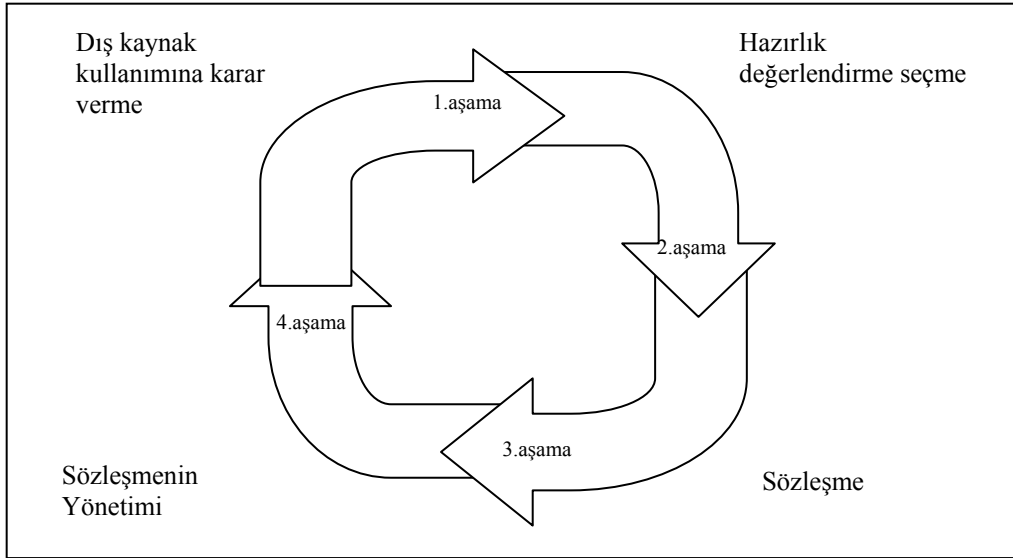 Dış kaynak
kullanımına karar
verme
Hazırlık
değerlendirme seçme
1.aşama
2.aşama
4.aşama
3.aşama
Sözleşmenin
Yönetimi
Sözleşme